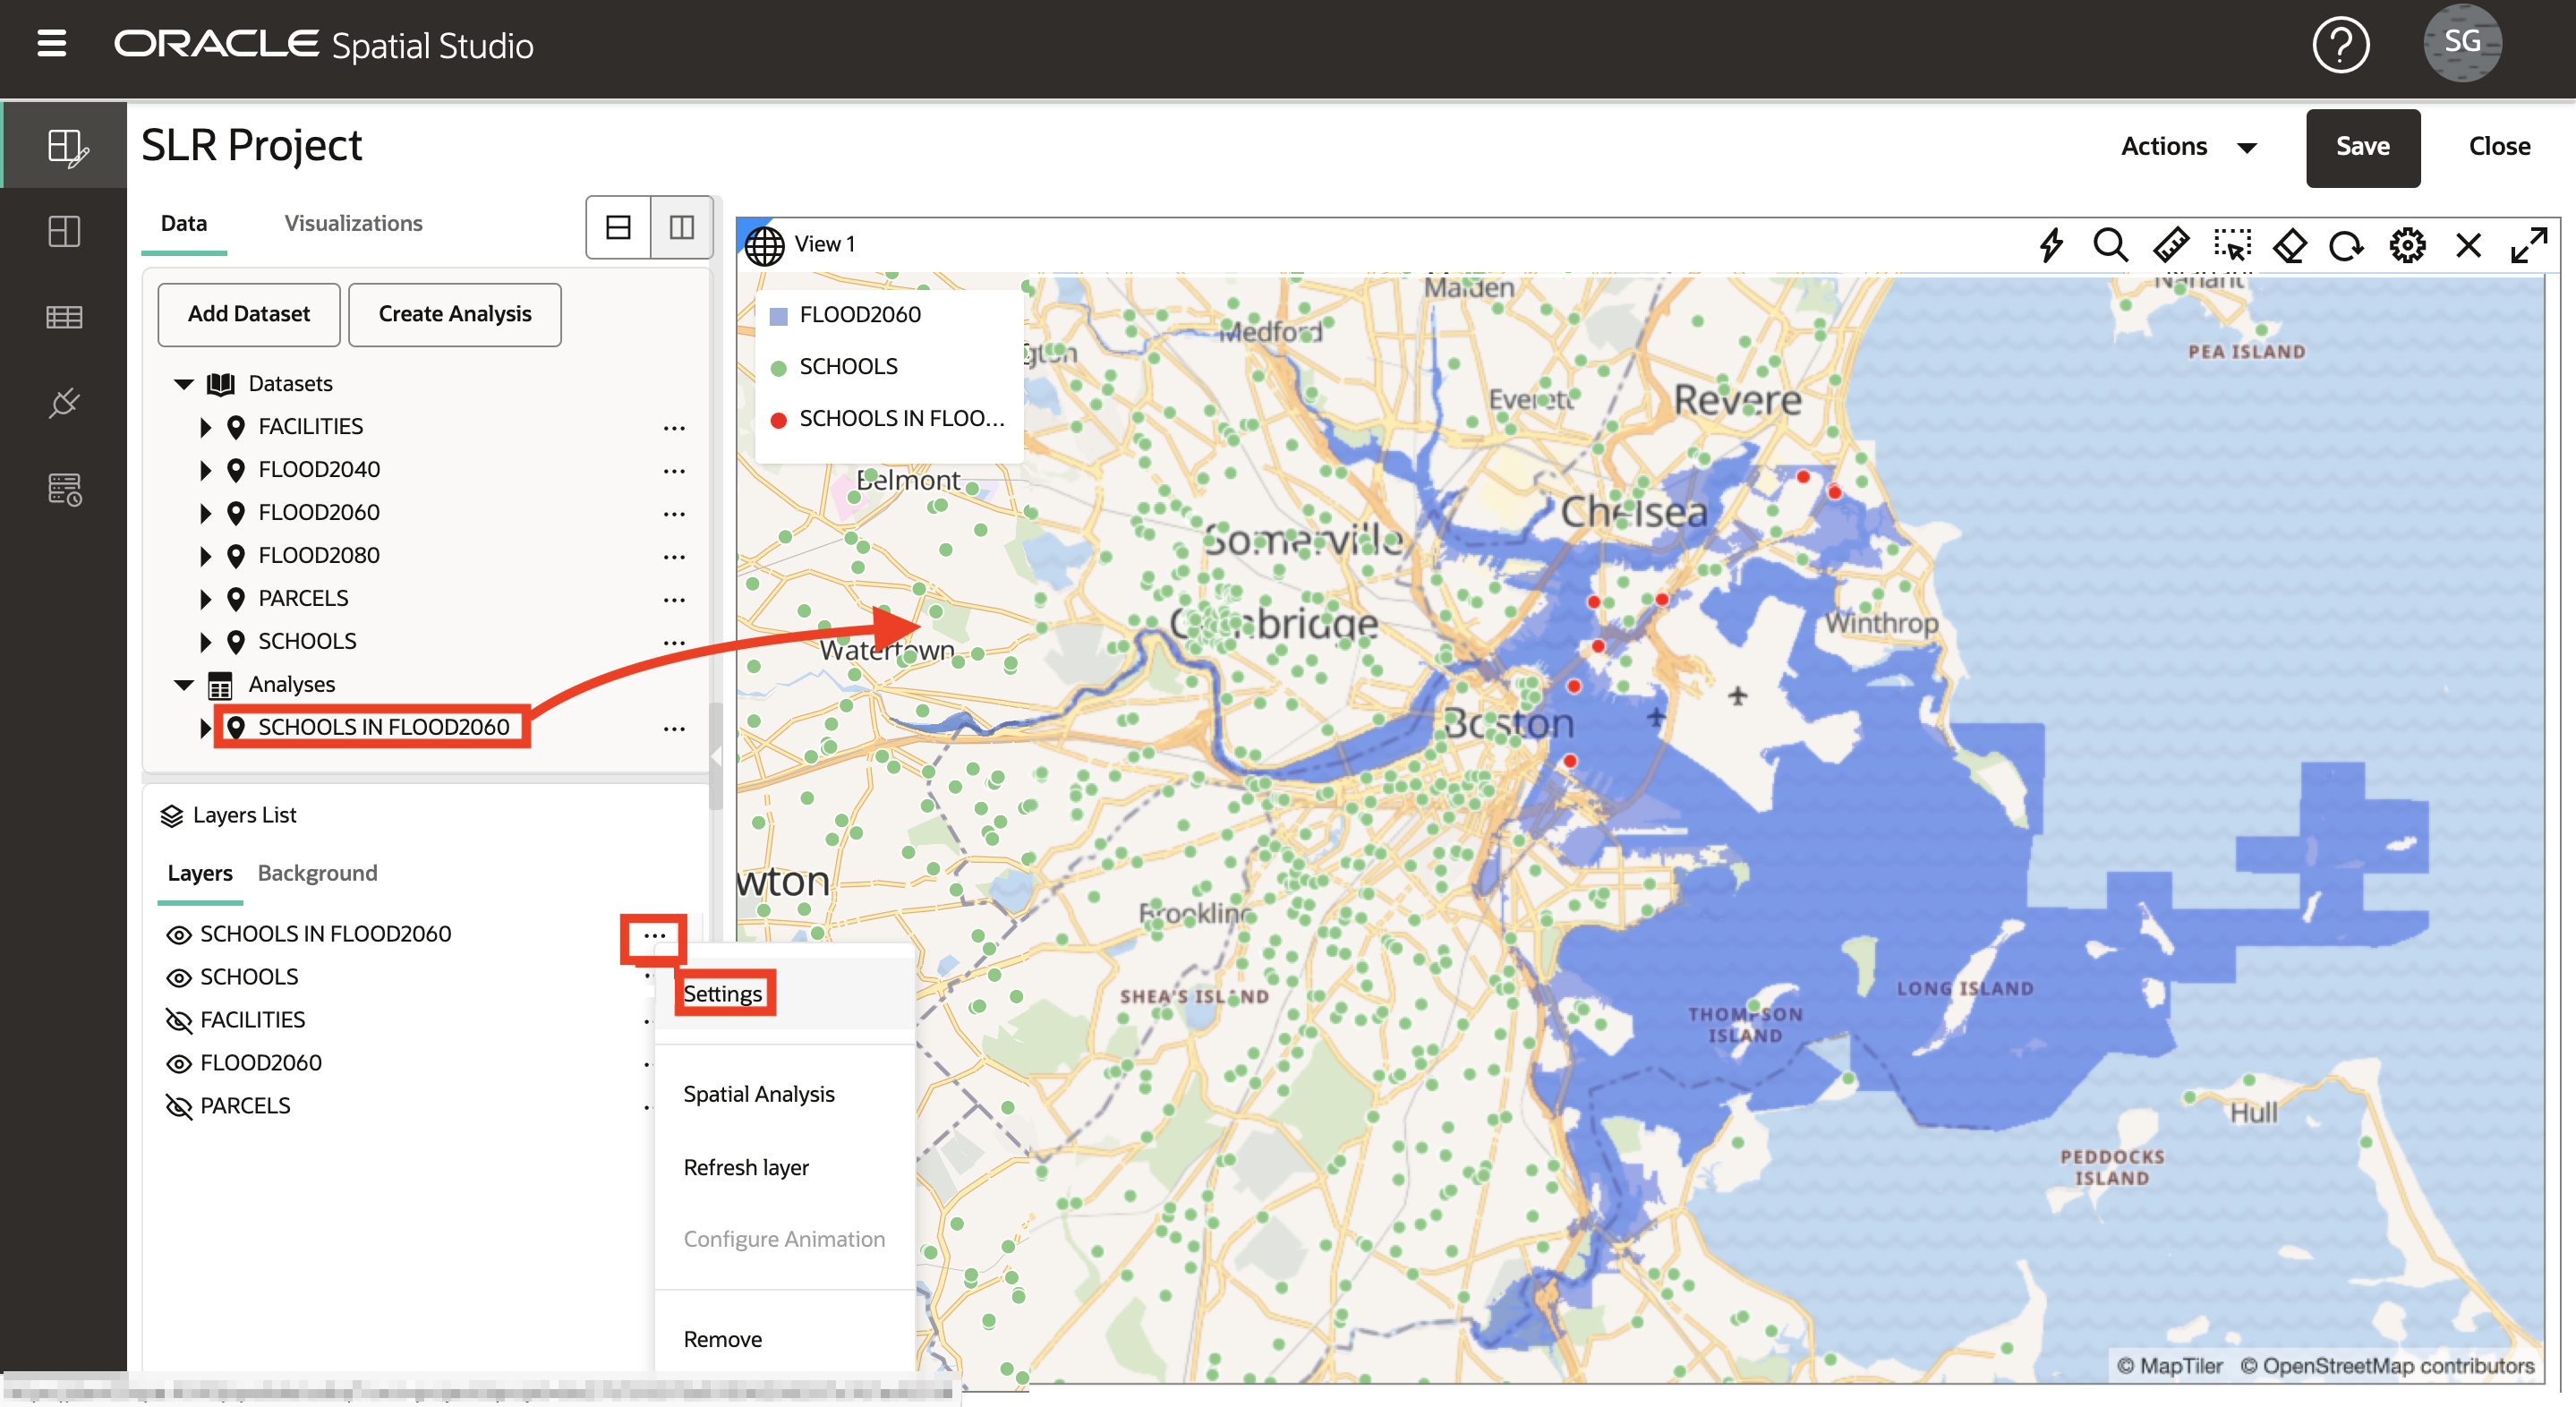 ORACLE Spatial Studio
SG
SLR Project
Actions
Save
Close
Data
Visualizations
View 1
Add Dataset
Create Analysis
Datasets
FACILITIES
FLOOD2040
FLOOD2060
FLOOD2080
PARCELS
SCHOOLS
Analyses
SCHOOLS IN FLOOD2060
Layers List
Layers
Background
SCHOOLS IN FLOOD2060
SCHOOLS
FACILITIES
FLOOD2060
PARCELS
Settings
Spatial Analysis
Refresh layer
Configure Animation
Remove
FLOOD2060
SCHOOLS
SCHOOLS IN FLOO...
Malden
Nahant
Medford
PEA ISLAND
Everett
Revere
Belmont
Chelsea
Somerville
Cambridge
Winthrop
Watertown
Boston
wton
Brookline
SHEA'S ISLAND
LONG ISLAND
THOMPSON
ISLAND
Hull
PEDDOCKS
ISLAND
© MapTiler © OpenStreetMap contributors